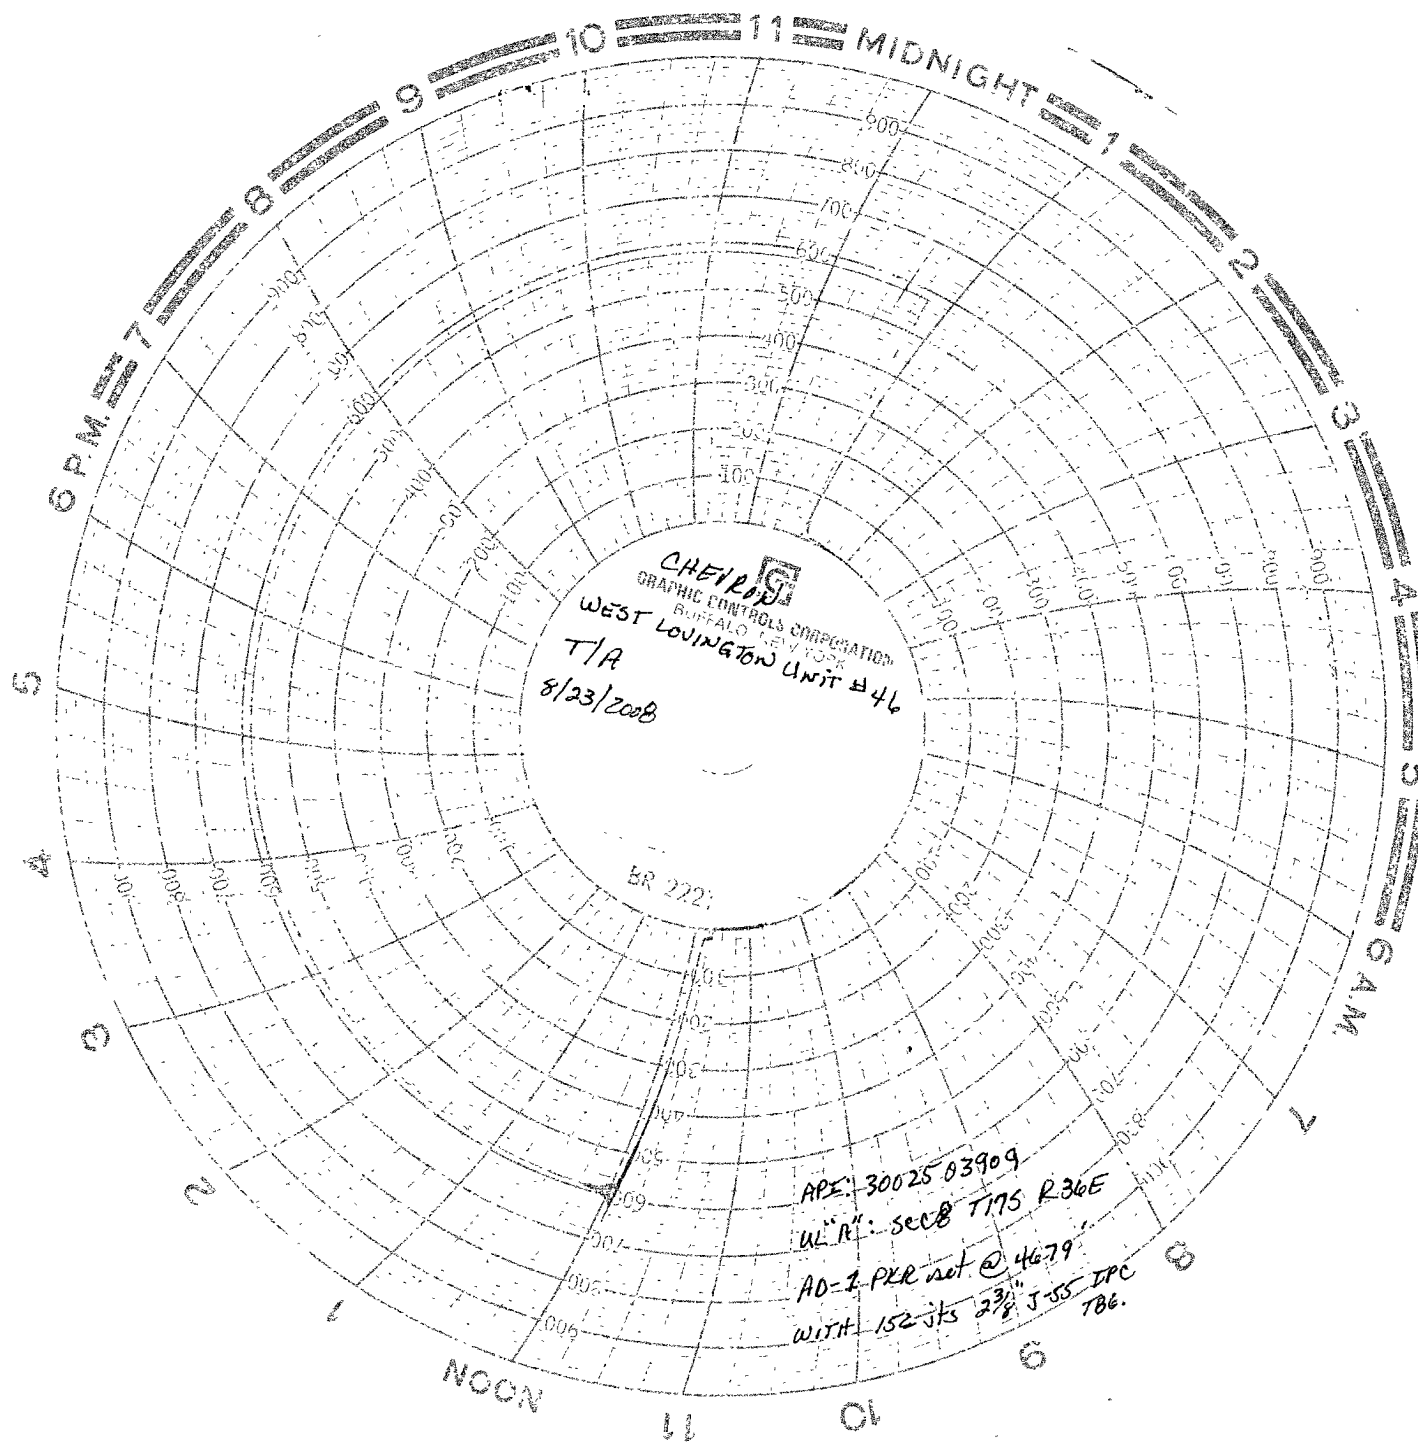 MIDNIGHT
1
2
3
4
5
6 A.M.
7
8
9
10
11
NOON
1
2
3
4
5
6 P.M.
7
8
9
10
11
900
800
700
600
500
400
300
200
100
CHEVRON
GRAPHIC CONTROLS CORPORATION
BUFFALO, NEW YORK
WEST LOVINGTON UNIT #46
T/A
8/23/2008
BR 222
API: 30025 03909
UL "A": Sec 8 T17S R36E
AD-1 PKR set @ 4679'
WITH 152 jts 2 3/8" J-55 IPC
TBG.